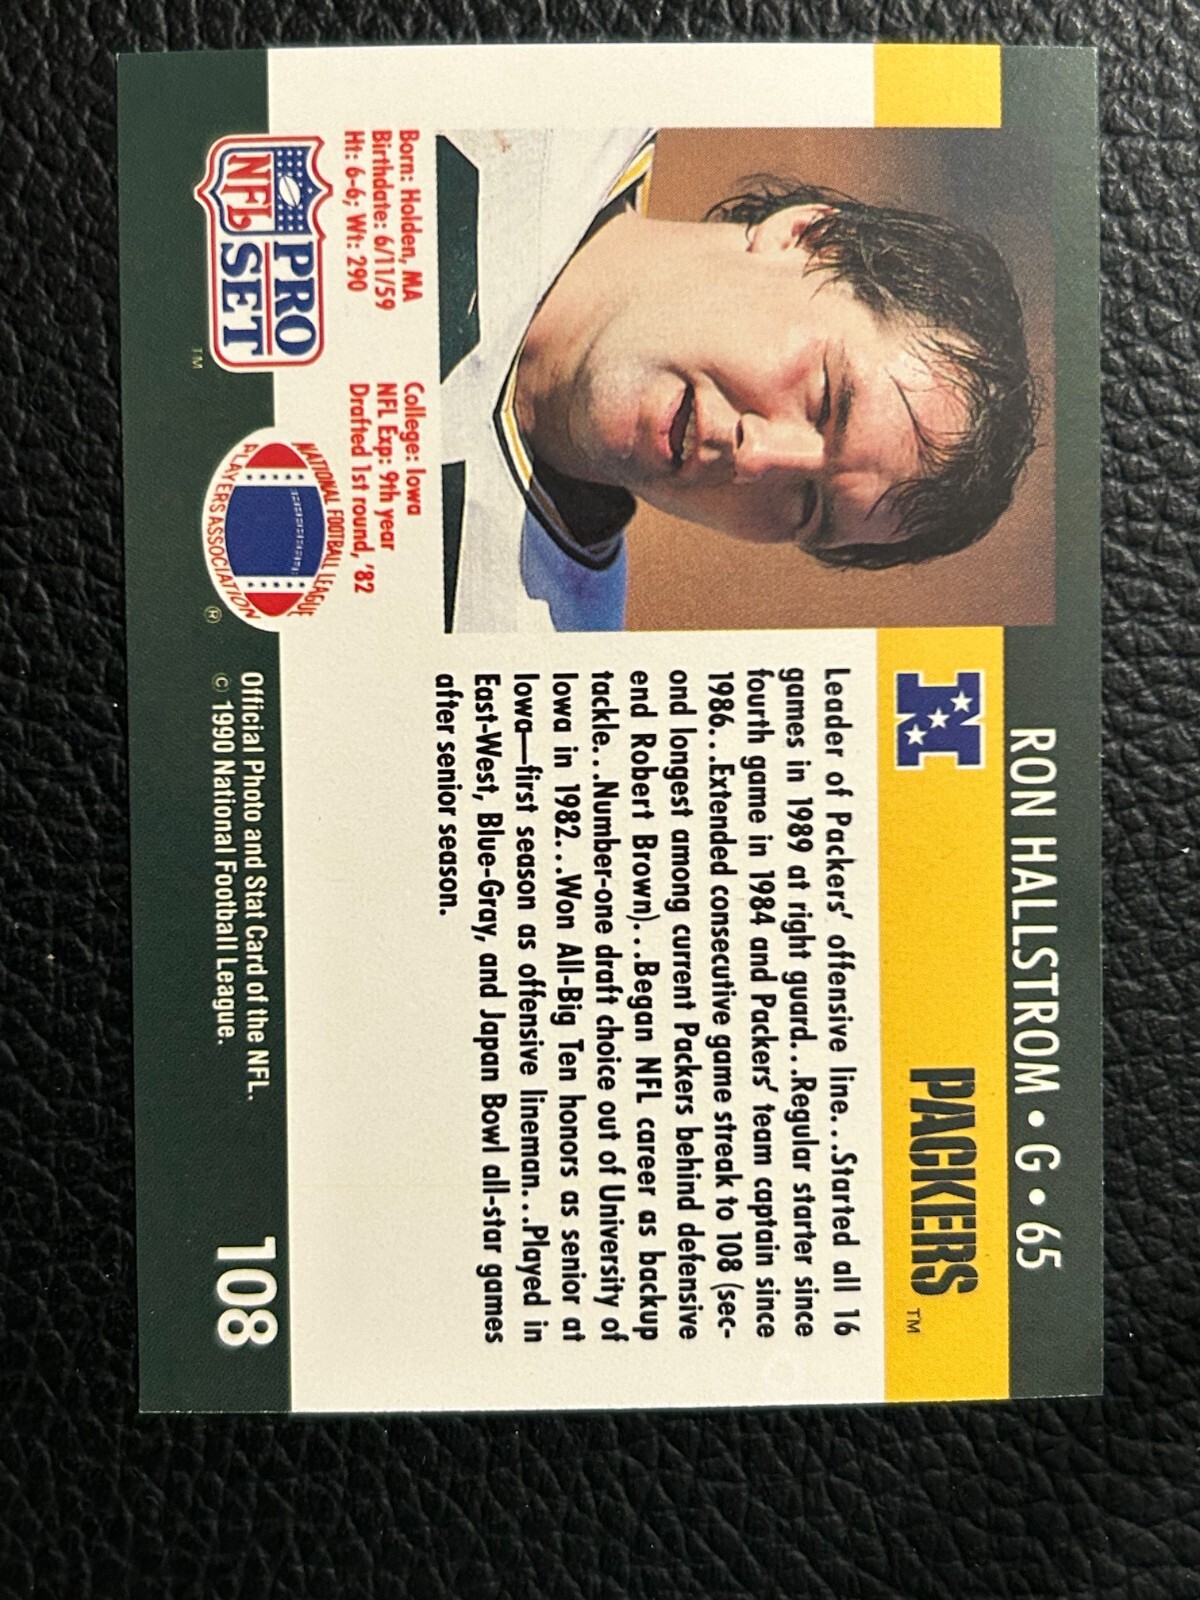 RON HALLSTROM • G • 65
N
PACKERS ™
Leader of Packers' offensive line...Started all 16
games in 1989 at right guard...Regular starter since
fourth game in 1984 and Packers' team captain since
1986...Extended consecutive game streak to 108 (sec-
ond longest among current Packers behind defensive
end Robert Brown)...Began NFL career as backup
tackle...Number-one draft choice out of University of
Iowa in 1982...Won All-Big Ten honors as senior at
Iowa—first season as offensive lineman...Played in
East-West, Blue-Gray, and Japan Bowl all-star games
after senior season.
Born: Holden, MA
Birthdate: 6/11/59
Ht: 6-6; Wt: 290
College: Iowa
NFL Exp: 9th year
Drafted 1st round, '82
NFL
PRO
SET
™
NATIONAL FOOTBALL LEAGUE
PLAYERS ASSOCIATION
®
Official Photo and Stat Card of the NFL.
© 1990 National Football League.
108